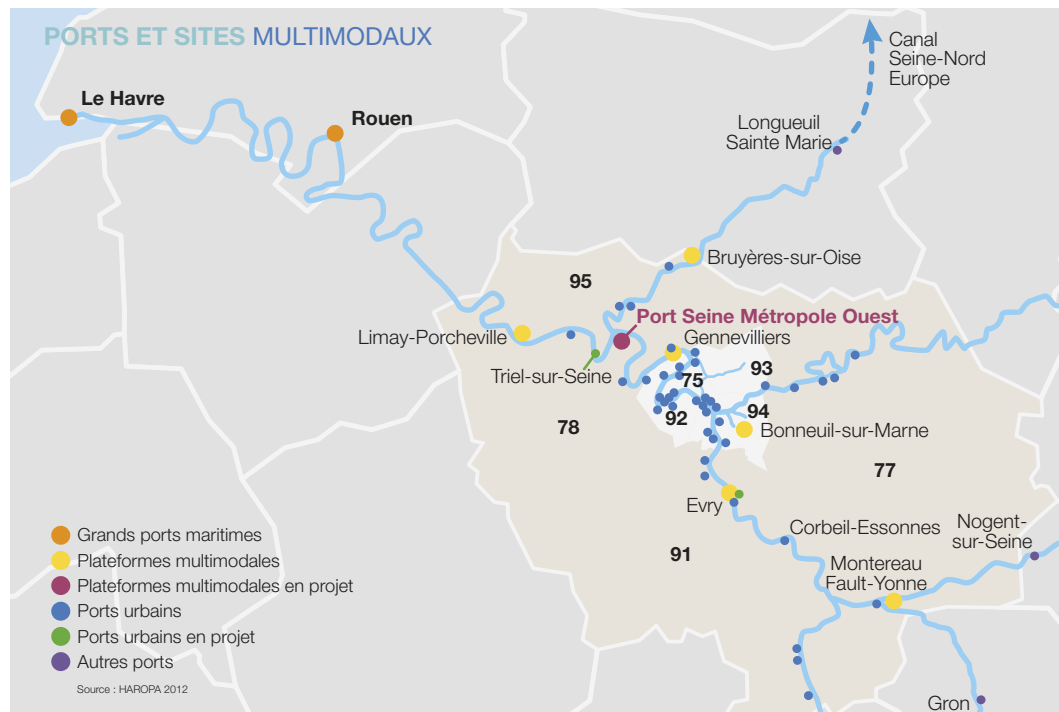 PORTS ET SITES MULTIMODAUX
Canal
Seine-Nord
Europe
Le Havre
Rouen
Longueuil
Sainte Marie
Bruyères-sur-Oise
95
Port Seine Métropole Ouest
Limay-Porcheville
Gennevilliers
Triel-sur-Seine
93
75
78
92
94
Bonneuil-sur-Marne
77
Evry
Corbeil-Essonnes
Nogent-
sur-Seine
91
Montereau
Fault-Yonne
Grands ports maritimes
Plateformes multimodales
Plateformes multimodales en projet
Ports urbains
Ports urbains en projet
Autres ports
Source : HAROPA 2012
Gron